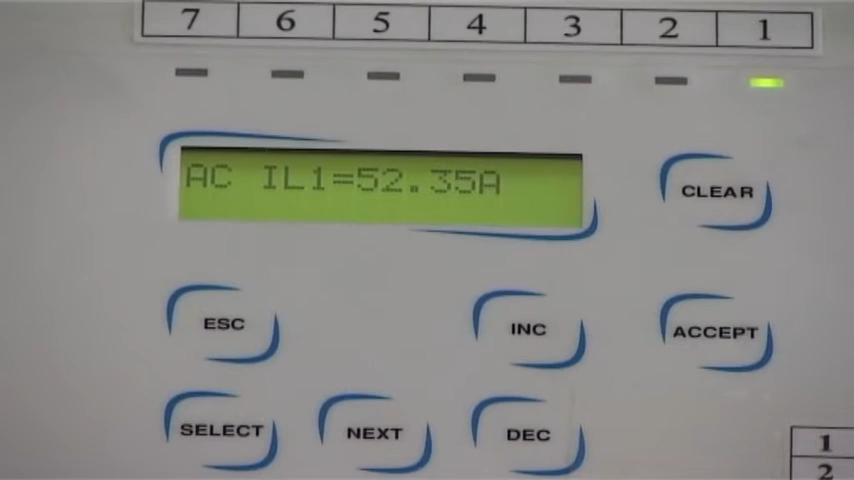 7 6 5 4 3 2 1
AC IL1=52.35A
CLEAR
ESC INC ACCEPT
SELECT NEXT DEC
1
2